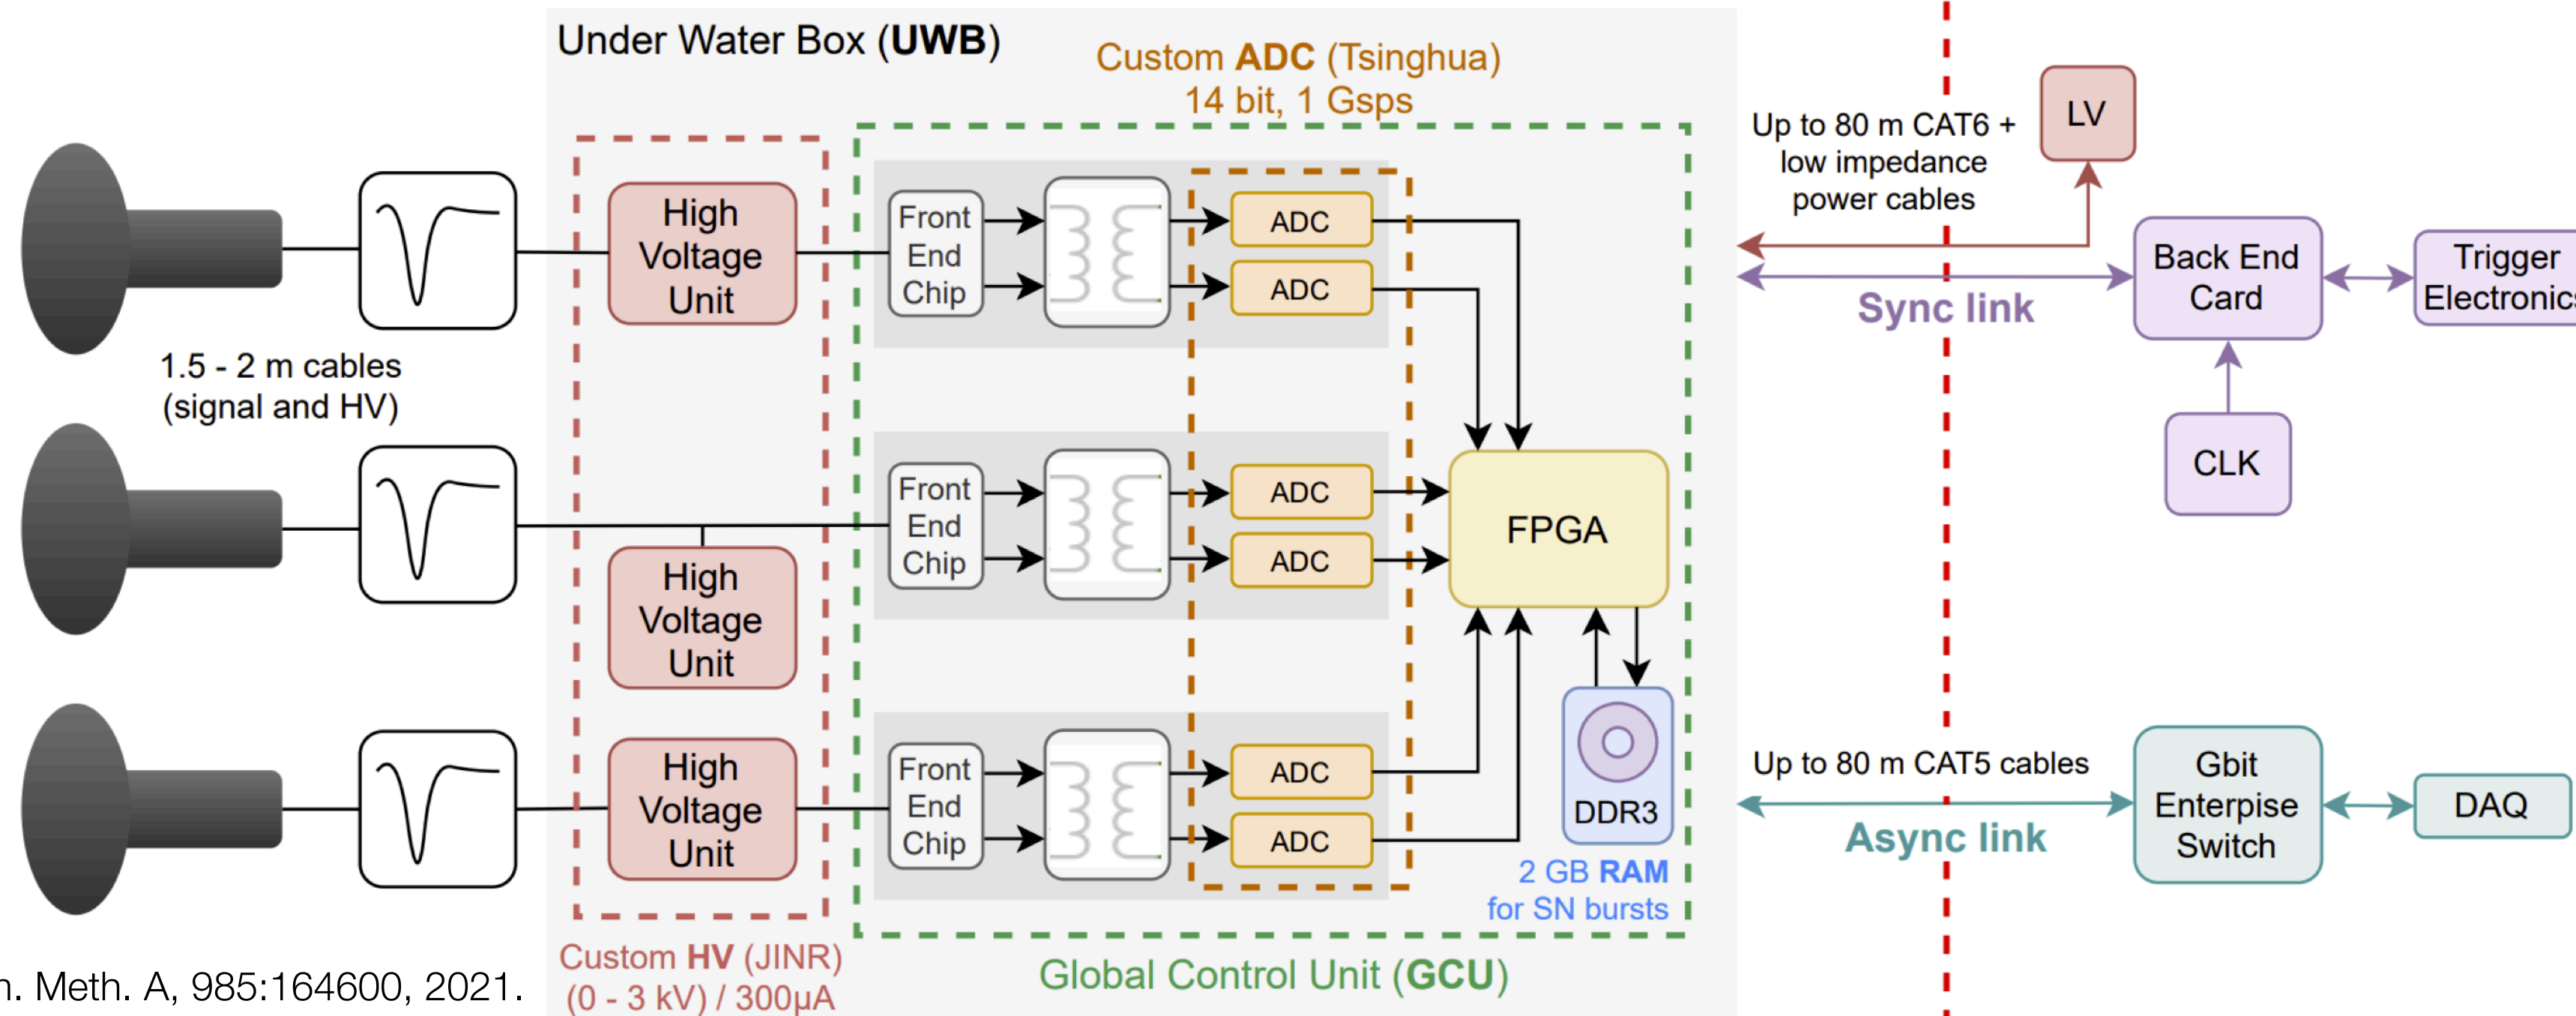 Under Water Box (UWB)
Custom ADC (Tsinghua)
14 bit, 1 Gsps
1.5 - 2 m cables
(signal and HV)
High
Voltage
Unit
High
Voltage
Unit
High
Voltage
Unit
Front
End
Chip
ADC
ADC
Front
End
Chip
ADC
ADC
Front
End
Chip
ADC
ADC
FPGA
DDR3
2 GB RAM
for SN bursts
Custom HV (JINR)
(0 - 3 kV) / 300μA
Global Control Unit (GCU)
Up to 80 m CAT6 +
low impedance
power cables
LV
Sync link
Back End
Card
Trigger
Electronics
CLK
Up to 80 m CAT5 cables
Async link
Gbit
Enterpise
Switch
DAQ
. Meth. A, 985:164600, 2021.